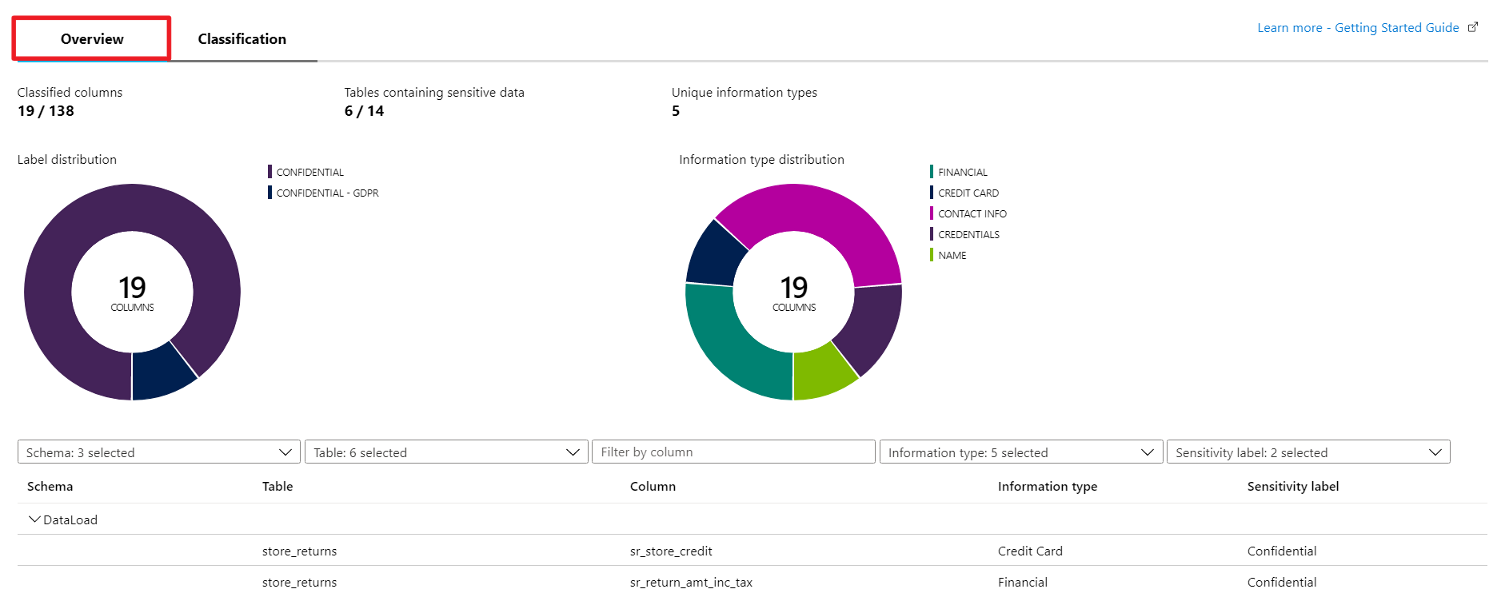 Overview
Classification
Learn more - Getting Started Guide
Classified columns
19 / 138
Tables containing sensitive data
6 / 14
Unique information types
5
Label distribution
CONFIDENTIAL
CONFIDENTIAL - GDPR
19
COLUMNS
Information type distribution
FINANCIAL
CREDIT CARD
CONTACT INFO
CREDENTIALS
NAME
19
COLUMNS
Schema: 3 selected
Table: 6 selected
Filter by column
Information type: 5 selected
Sensitivity label: 2 selected
Schema Table Column Information type Sensitivity label
DataLoad
store_returns sr_store_credit Credit Card Confidential
store_returns sr_return_amt_inc_tax Financial Confidential